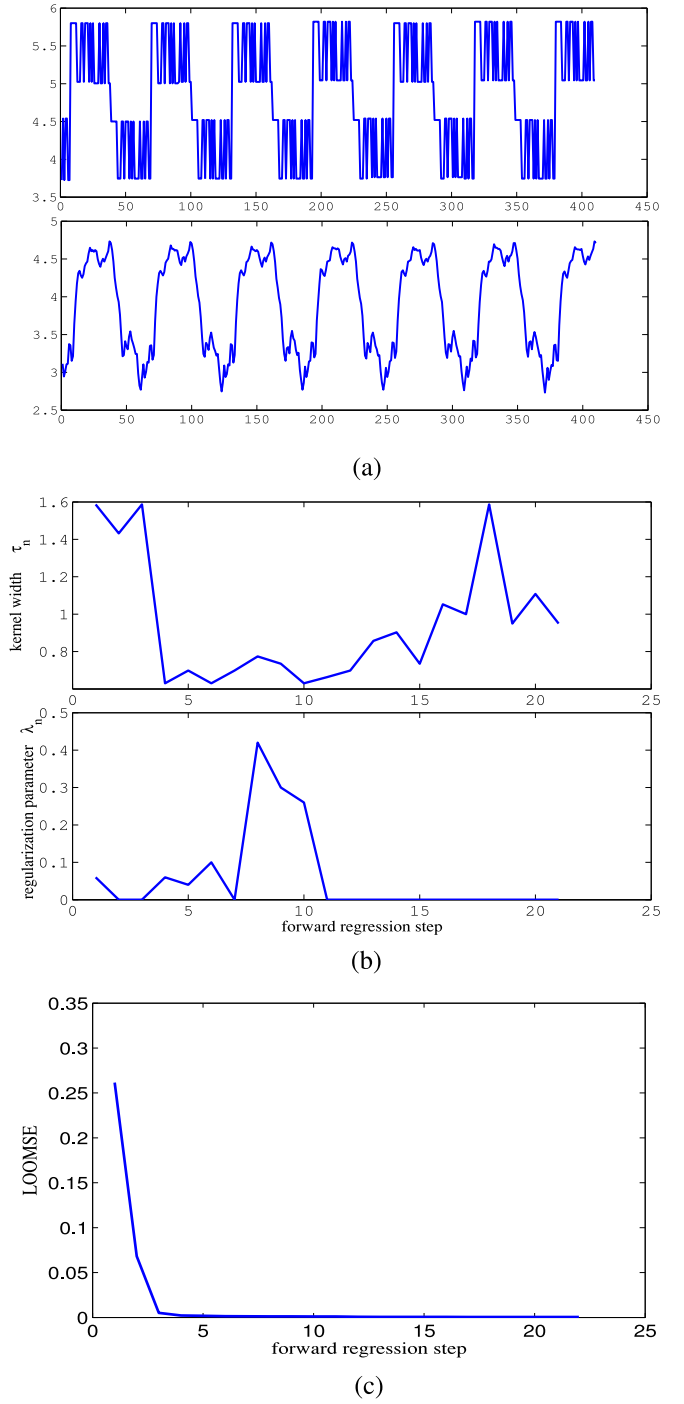 6
5.5
5
4.5
4
3.5
0 50 100 150 200 250 300 350 400 450
5
4.5
4
3.5
3
2.5
0 50 100 150 200 250 300 350 400 450
(a)
kernel width τn
1.6
1.4
1.2
1
0.8
0 5 10 15 20 25
regularization parameter λn
0.5
0.4
0.3
0.2
0.1
0
0 5 10 15 20 25
forward regression step
(b)
LOOMSE
0.35
0.3
0.25
0.2
0.15
0.1
0.05
0
0 5 10 15 20 25
forward regression step
(c)